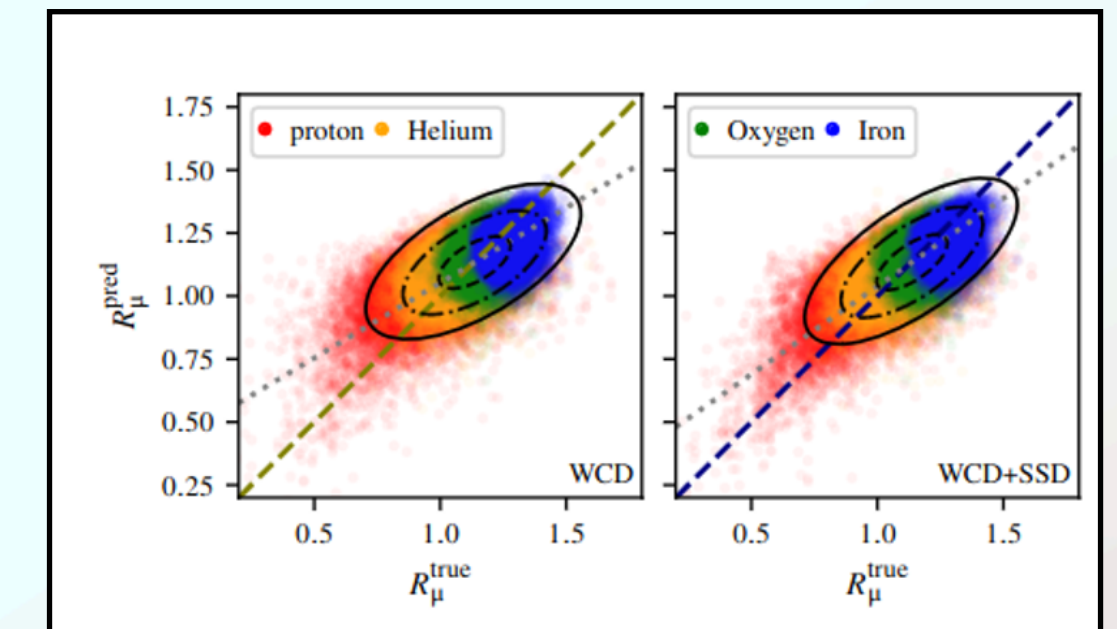 proton Helium
Oxygen Iron
1.75
1.50
1.25
1.00
0.75
0.50
0.25
R_μ^pred
WCD
WCD+SSD
0.5 1.0 1.5
0.5 1.0 1.5
R_μ^true
R_μ^true